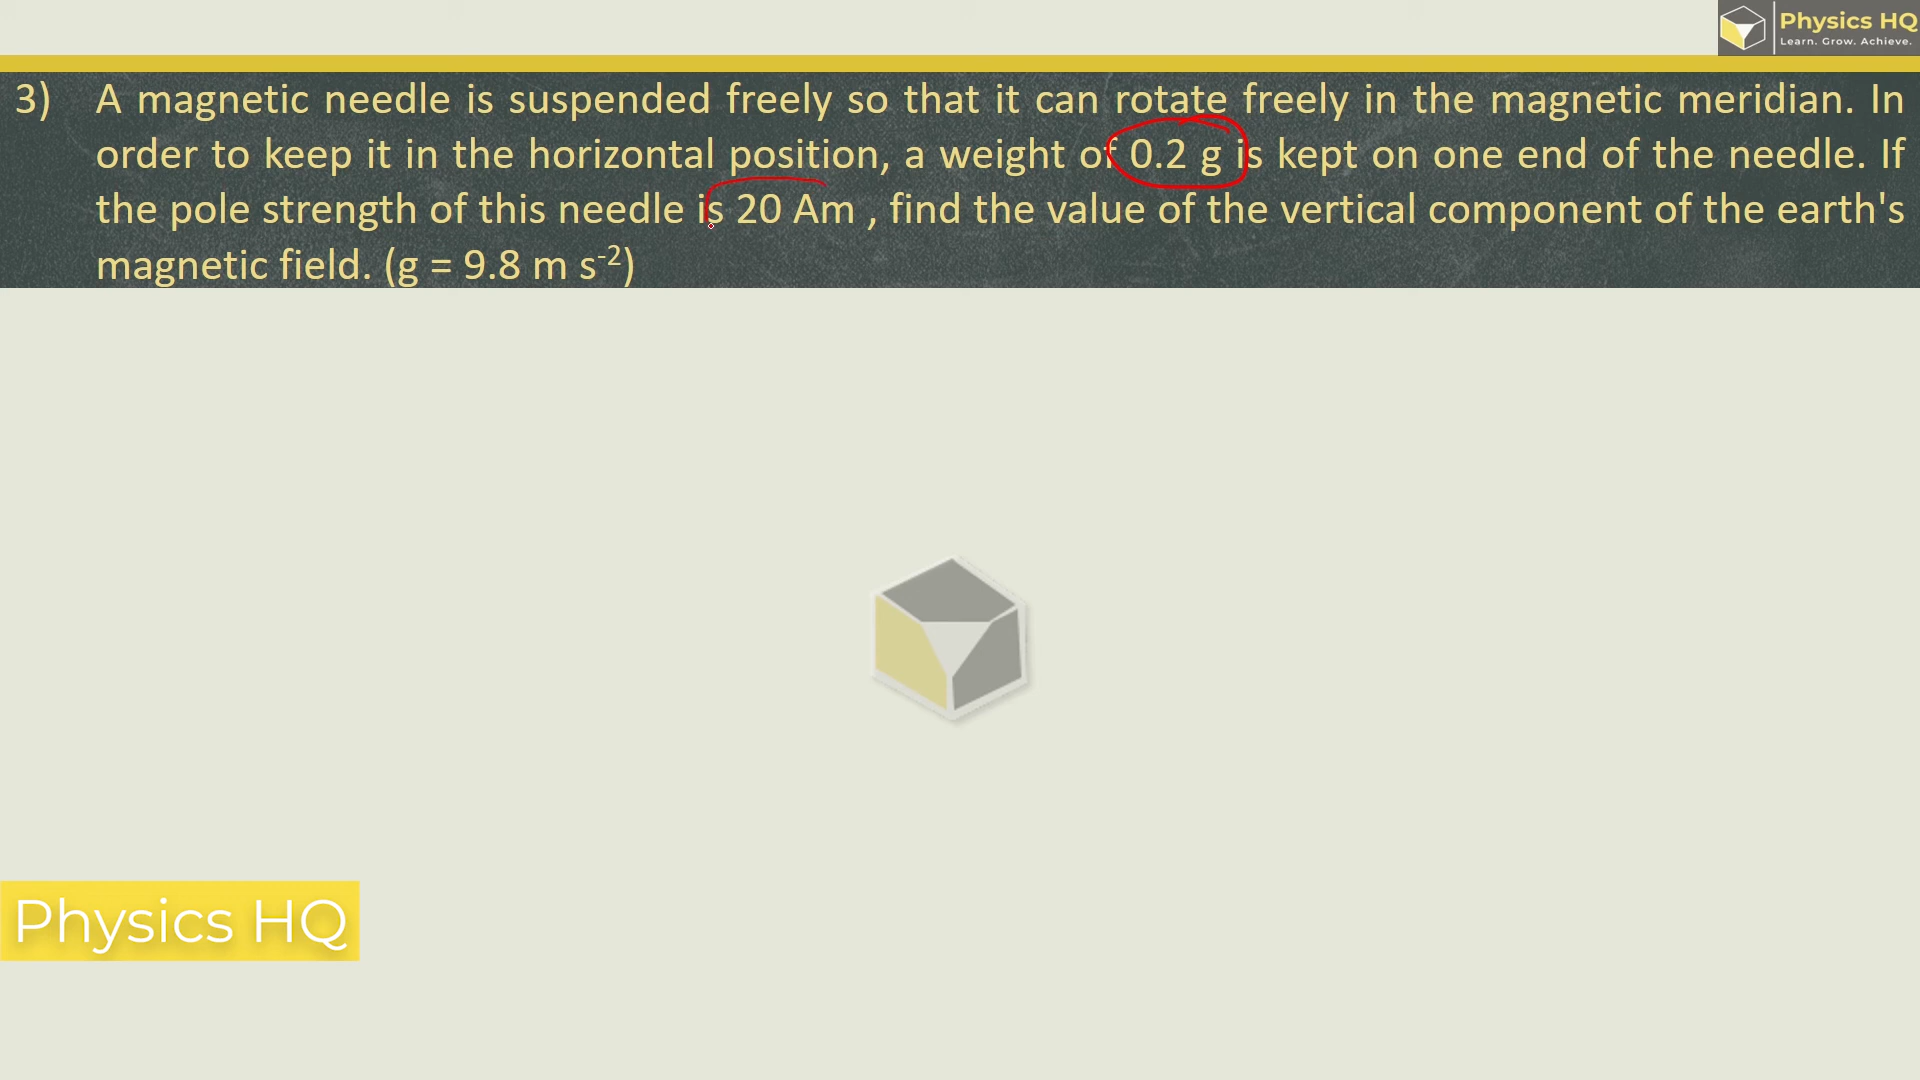 Physics HQ
Learn. Grow. Achieve.
3) A magnetic needle is suspended freely so that it can rotate freely in the magnetic meridian. In
order to keep it in the horizontal position, a weight of 0.2 g is kept on one end of the needle. If
the pole strength of this needle is 20 Am , find the value of the vertical component of the earth's
magnetic field. (g = 9.8 m s⁻²)
Physics HQ